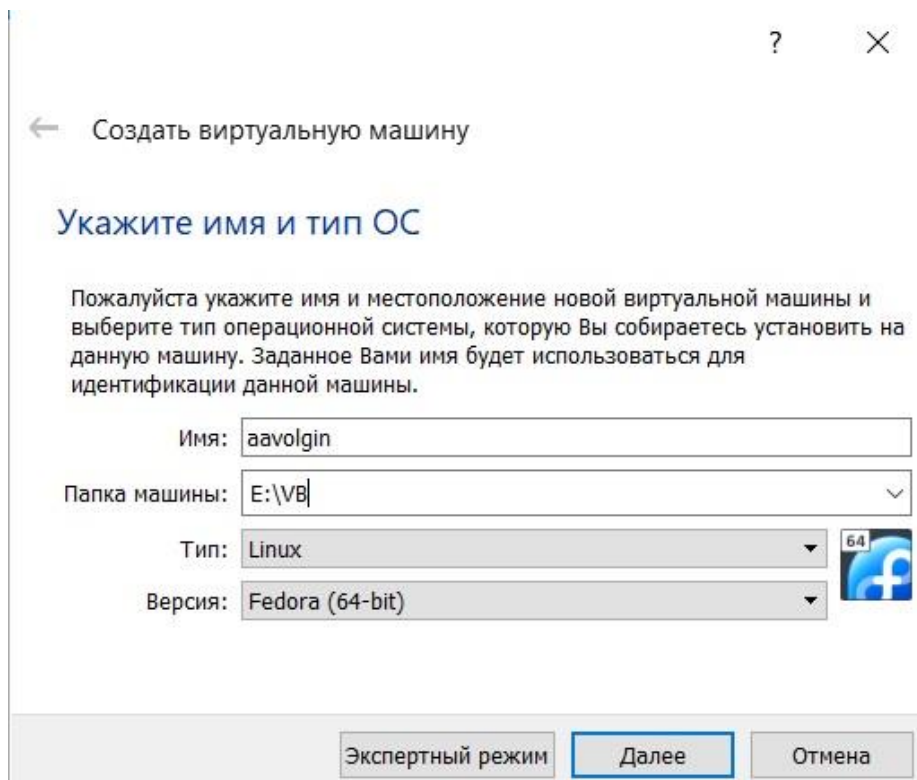 ?
Создать виртуальную машину
Укажите имя и тип ОС
Пожалуйста укажите имя и местоположение новой виртуальной машины и
выберите тип операционной системы, которую Вы собираетесь установить на
данную машину. Заданное Вами имя будет использоваться для
идентификации данной машины.
Имя: aavolgin
Папка машины: E:\VB
Тип: Linux
64
Версия: Fedora (64-bit)
Экспертный режим Далее Отмена